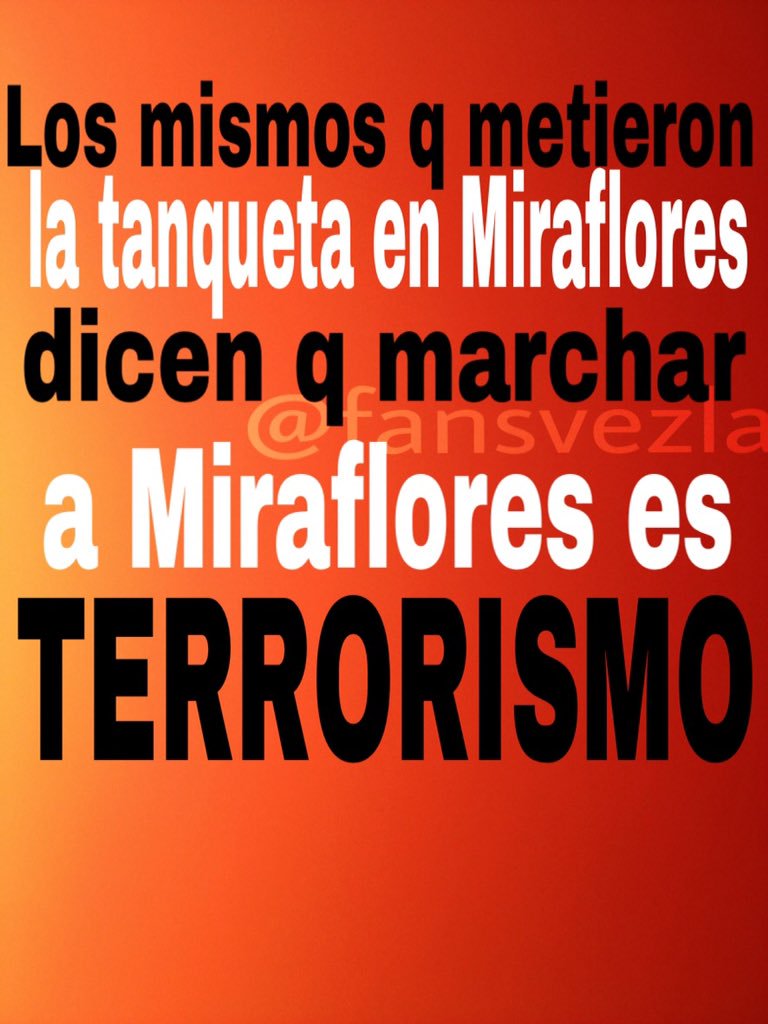 Los mismos q metieron
la tanqueta en Miraflores
dicen q marchar
@fansvezla
a Miraflores es
TERRORISMO